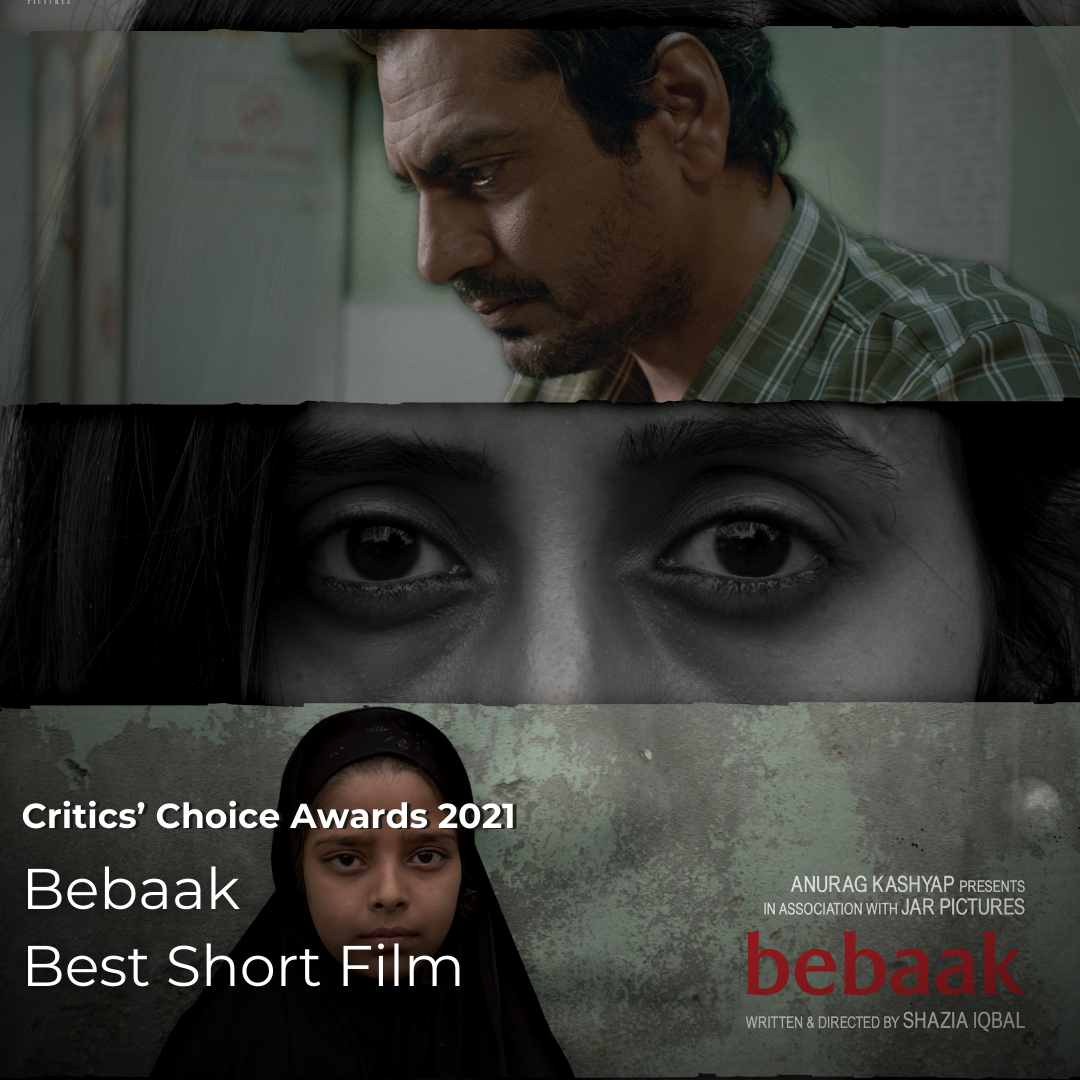 PICTURES
Critics’ Choice Awards 2021
Bebaak
Best Short Film
ANURAG KASHYAP PRESENTS
IN ASSOCIATION WITH JAR PICTURES
bebaak
WRITTEN & DIRECTED BY SHAZIA IQBAL